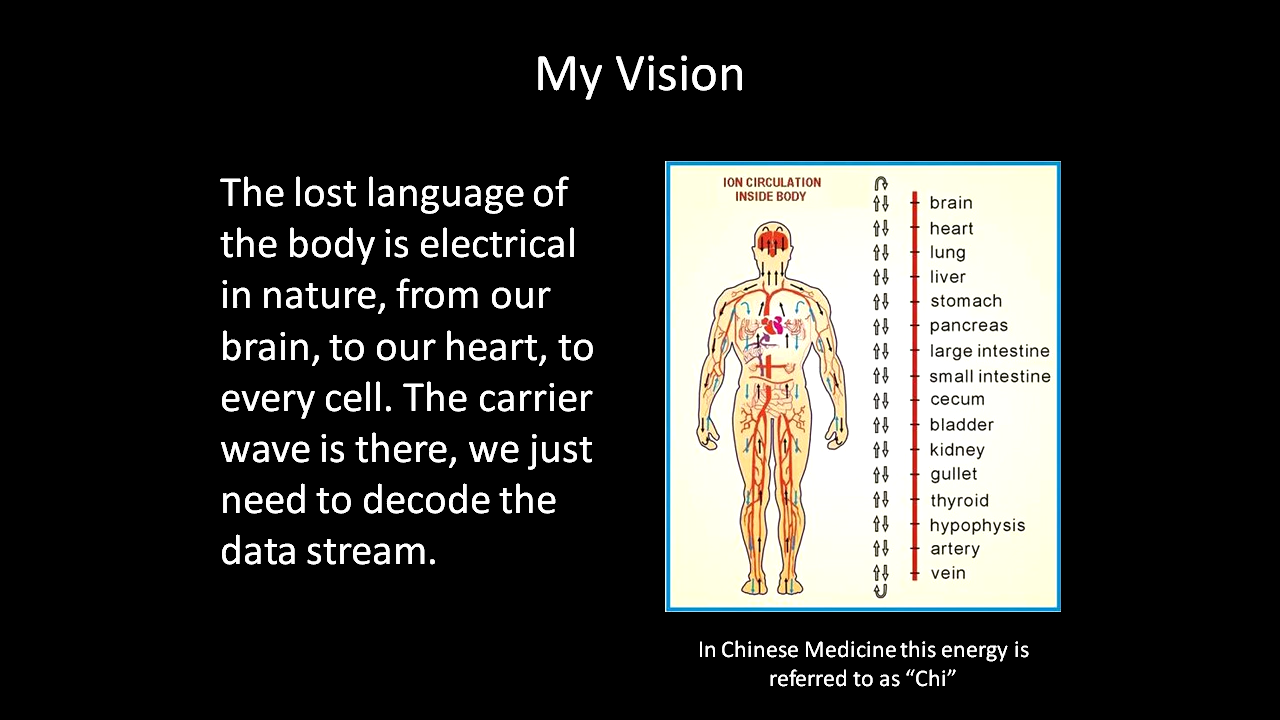 My Vision
The lost language of
the body is electrical
in nature, from our
brain, to our heart, to
every cell. The carrier
wave is there, we just
need to decode the
data stream.
ION CIRCULATION
INSIDE BODY
brain
heart
lung
liver
stomach
pancreas
large intestine
small intestine
cecum
bladder
kidney
gullet
thyroid
hypophysis
artery
vein
In Chinese Medicine this energy is
referred to as “Chi”